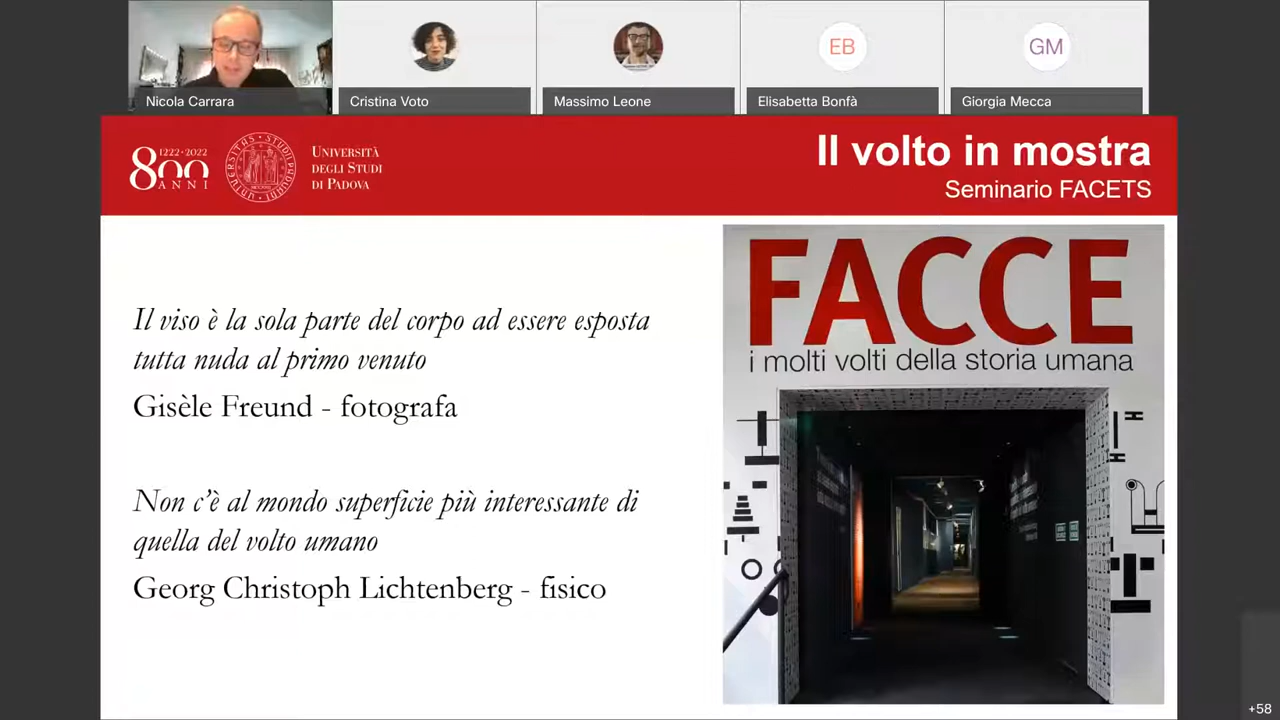 Nicola Carrara
Cristina Voto
Massimo Leone
EB
Elisabetta Bonfà
GM
Giorgia Mecca
1222·2022
800
ANNI
UNIVERSITÀ
DEGLI STUDI
DI PADOVA
Il volto in mostra
Seminario FACETS
Il viso è la sola parte del corpo ad essere esposta
tutta nuda al primo venuto
Gisèle Freund - fotografa
Non c’è al mondo superficie più interessante di
quella del volto umano
Georg Christoph Lichtenberg - fisico
FACCE
i molti volti della storia umana
+58